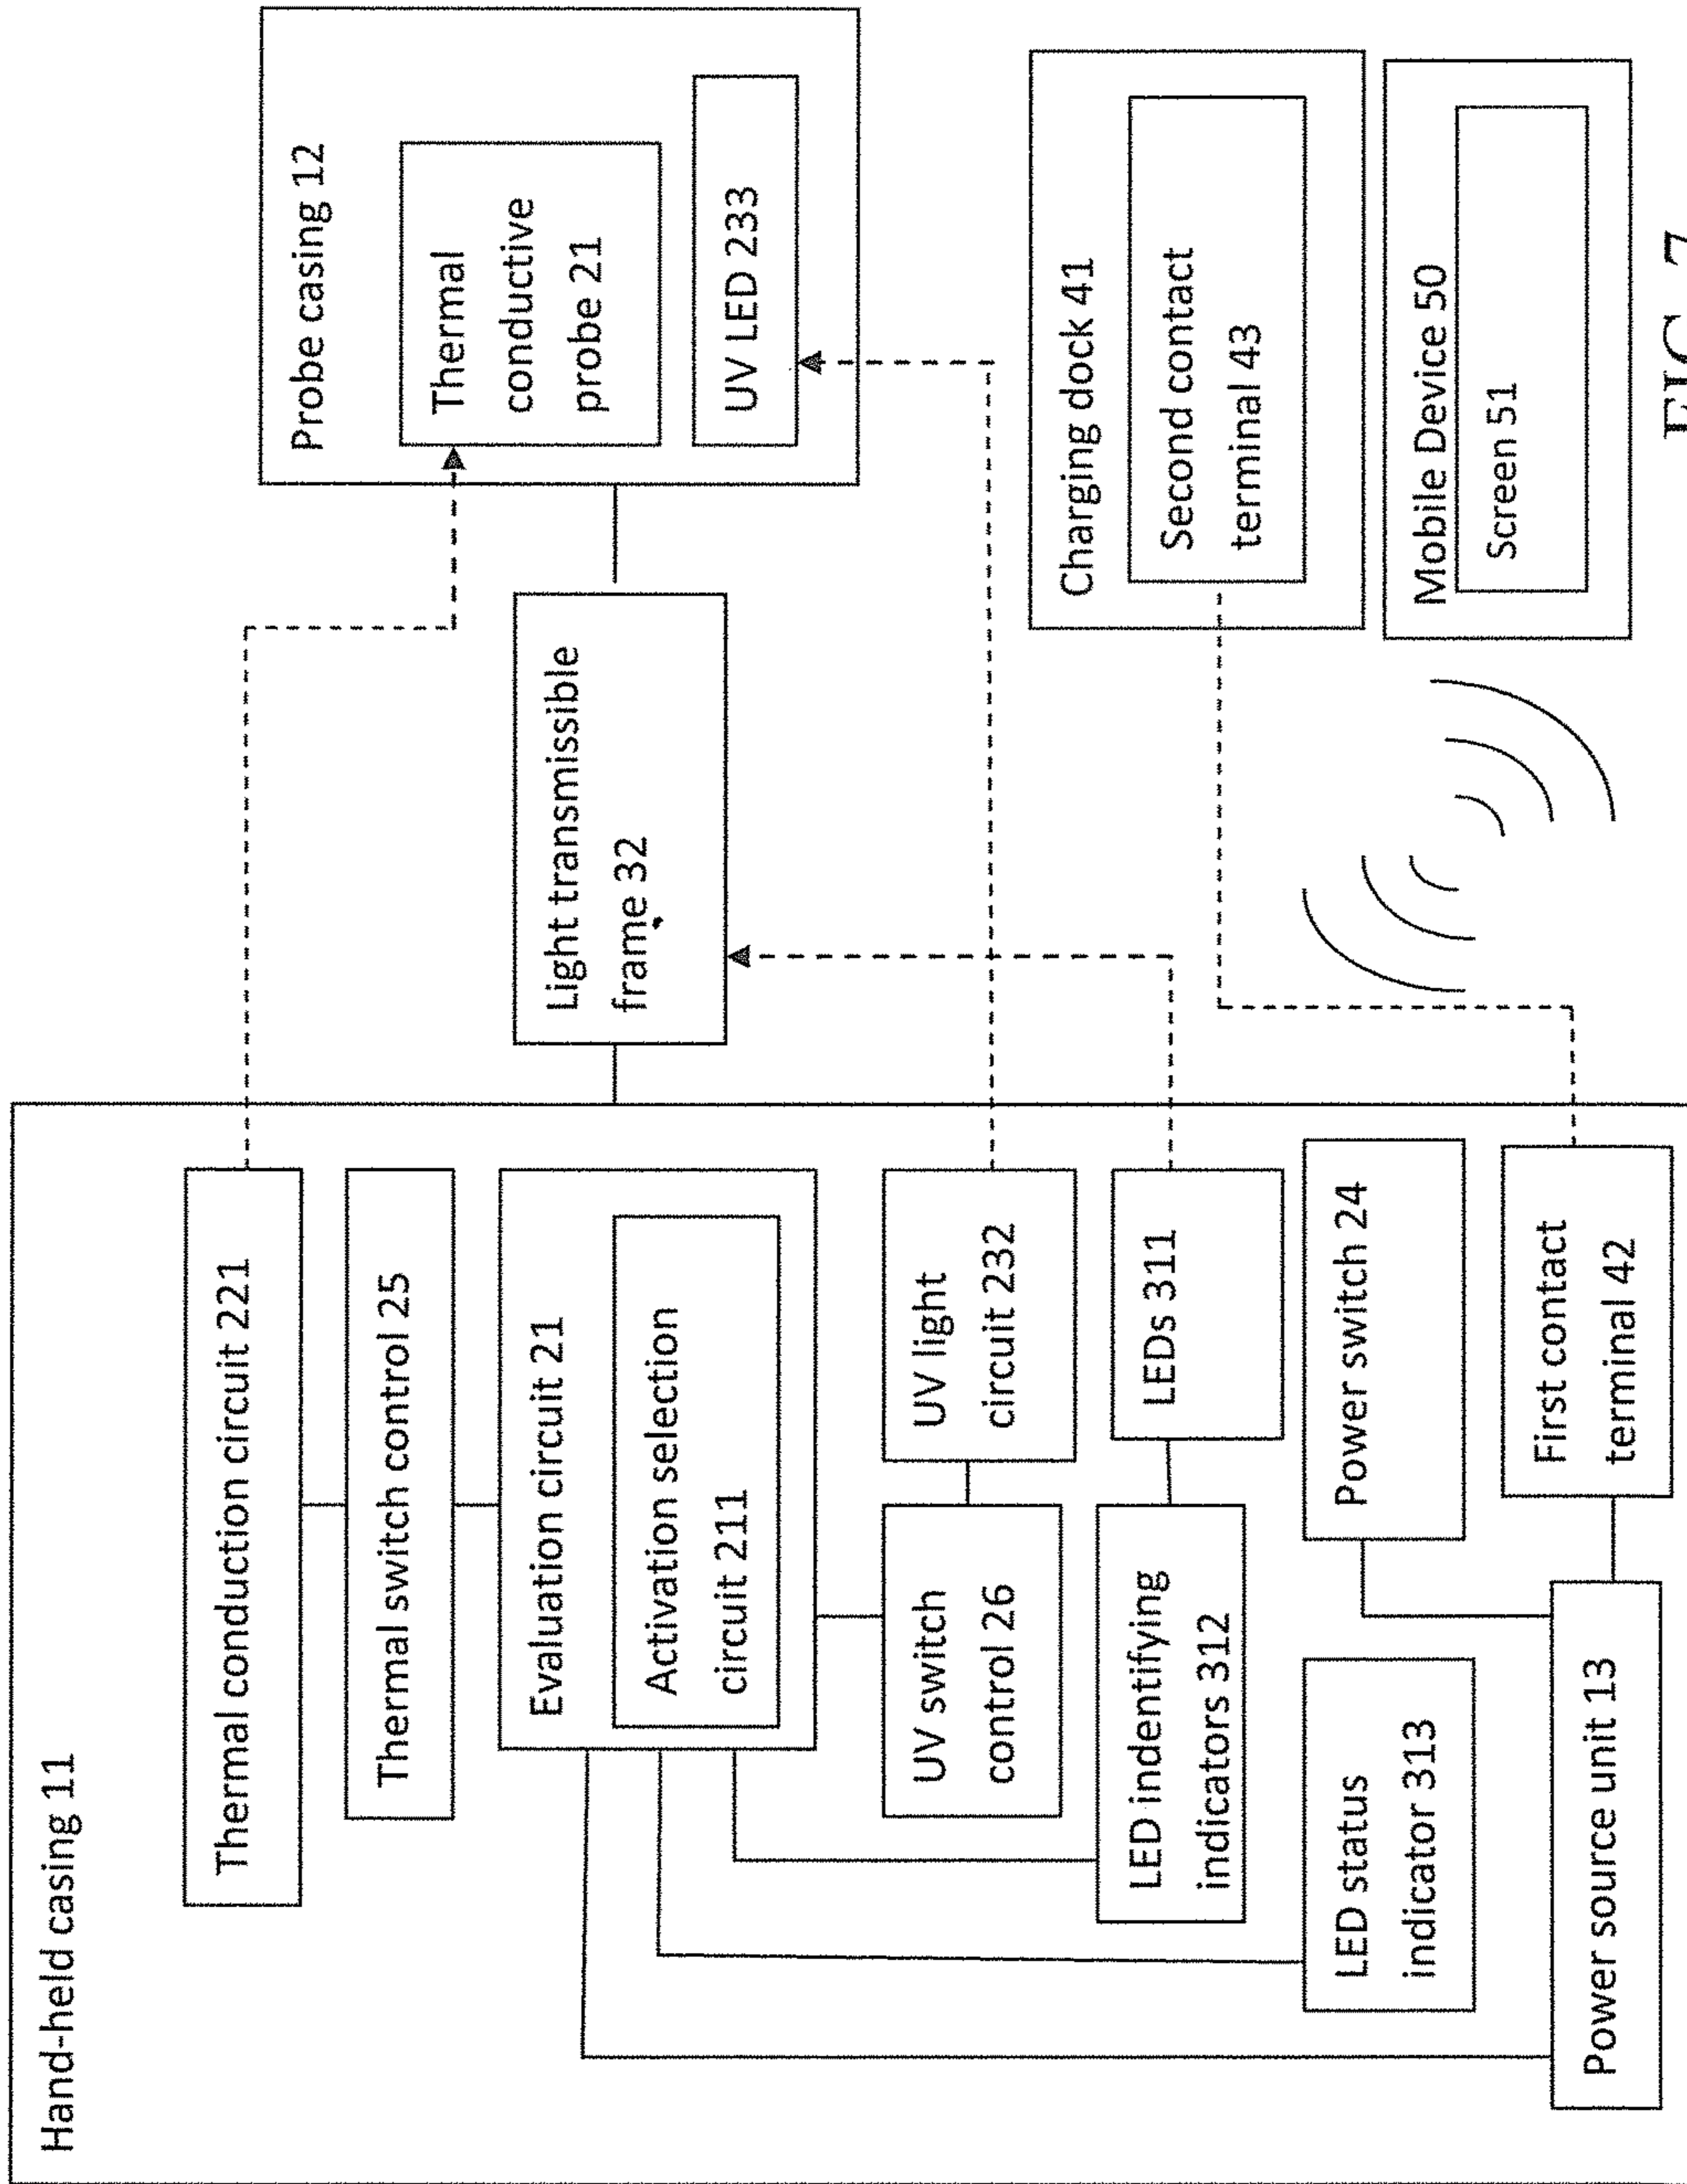 Hand-held casing 11
Thermal conduction circuit 221
Thermal switch control 25
Evaluation circuit 21
Activation selection
circuit 211
UV switch
control 26
UV light
circuit 232
LED indentifying
indicators 312
LEDs 311
LED status
indicator 313
Power switch 24
Power source unit 13
First contact
terminal 42
Light transmissible
frame 32
Probe casing 12
Thermal
conductive
probe 21
UV LED 233
Charging dock 41
Second contact
terminal 43
Mobile Device 50
Screen 51
FIG. 7